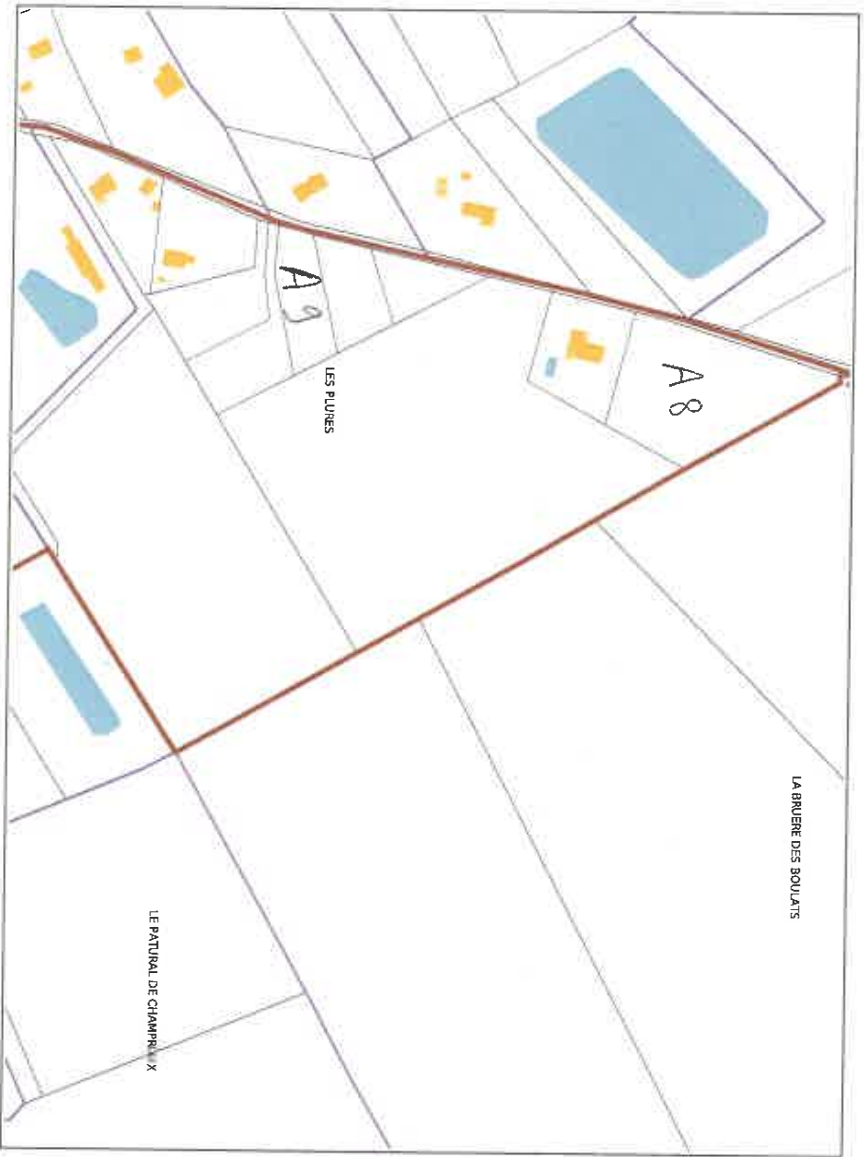 A 9
A 8
LES PLURES
LA BRUERE DES BOULATS
LE PATURAL DE